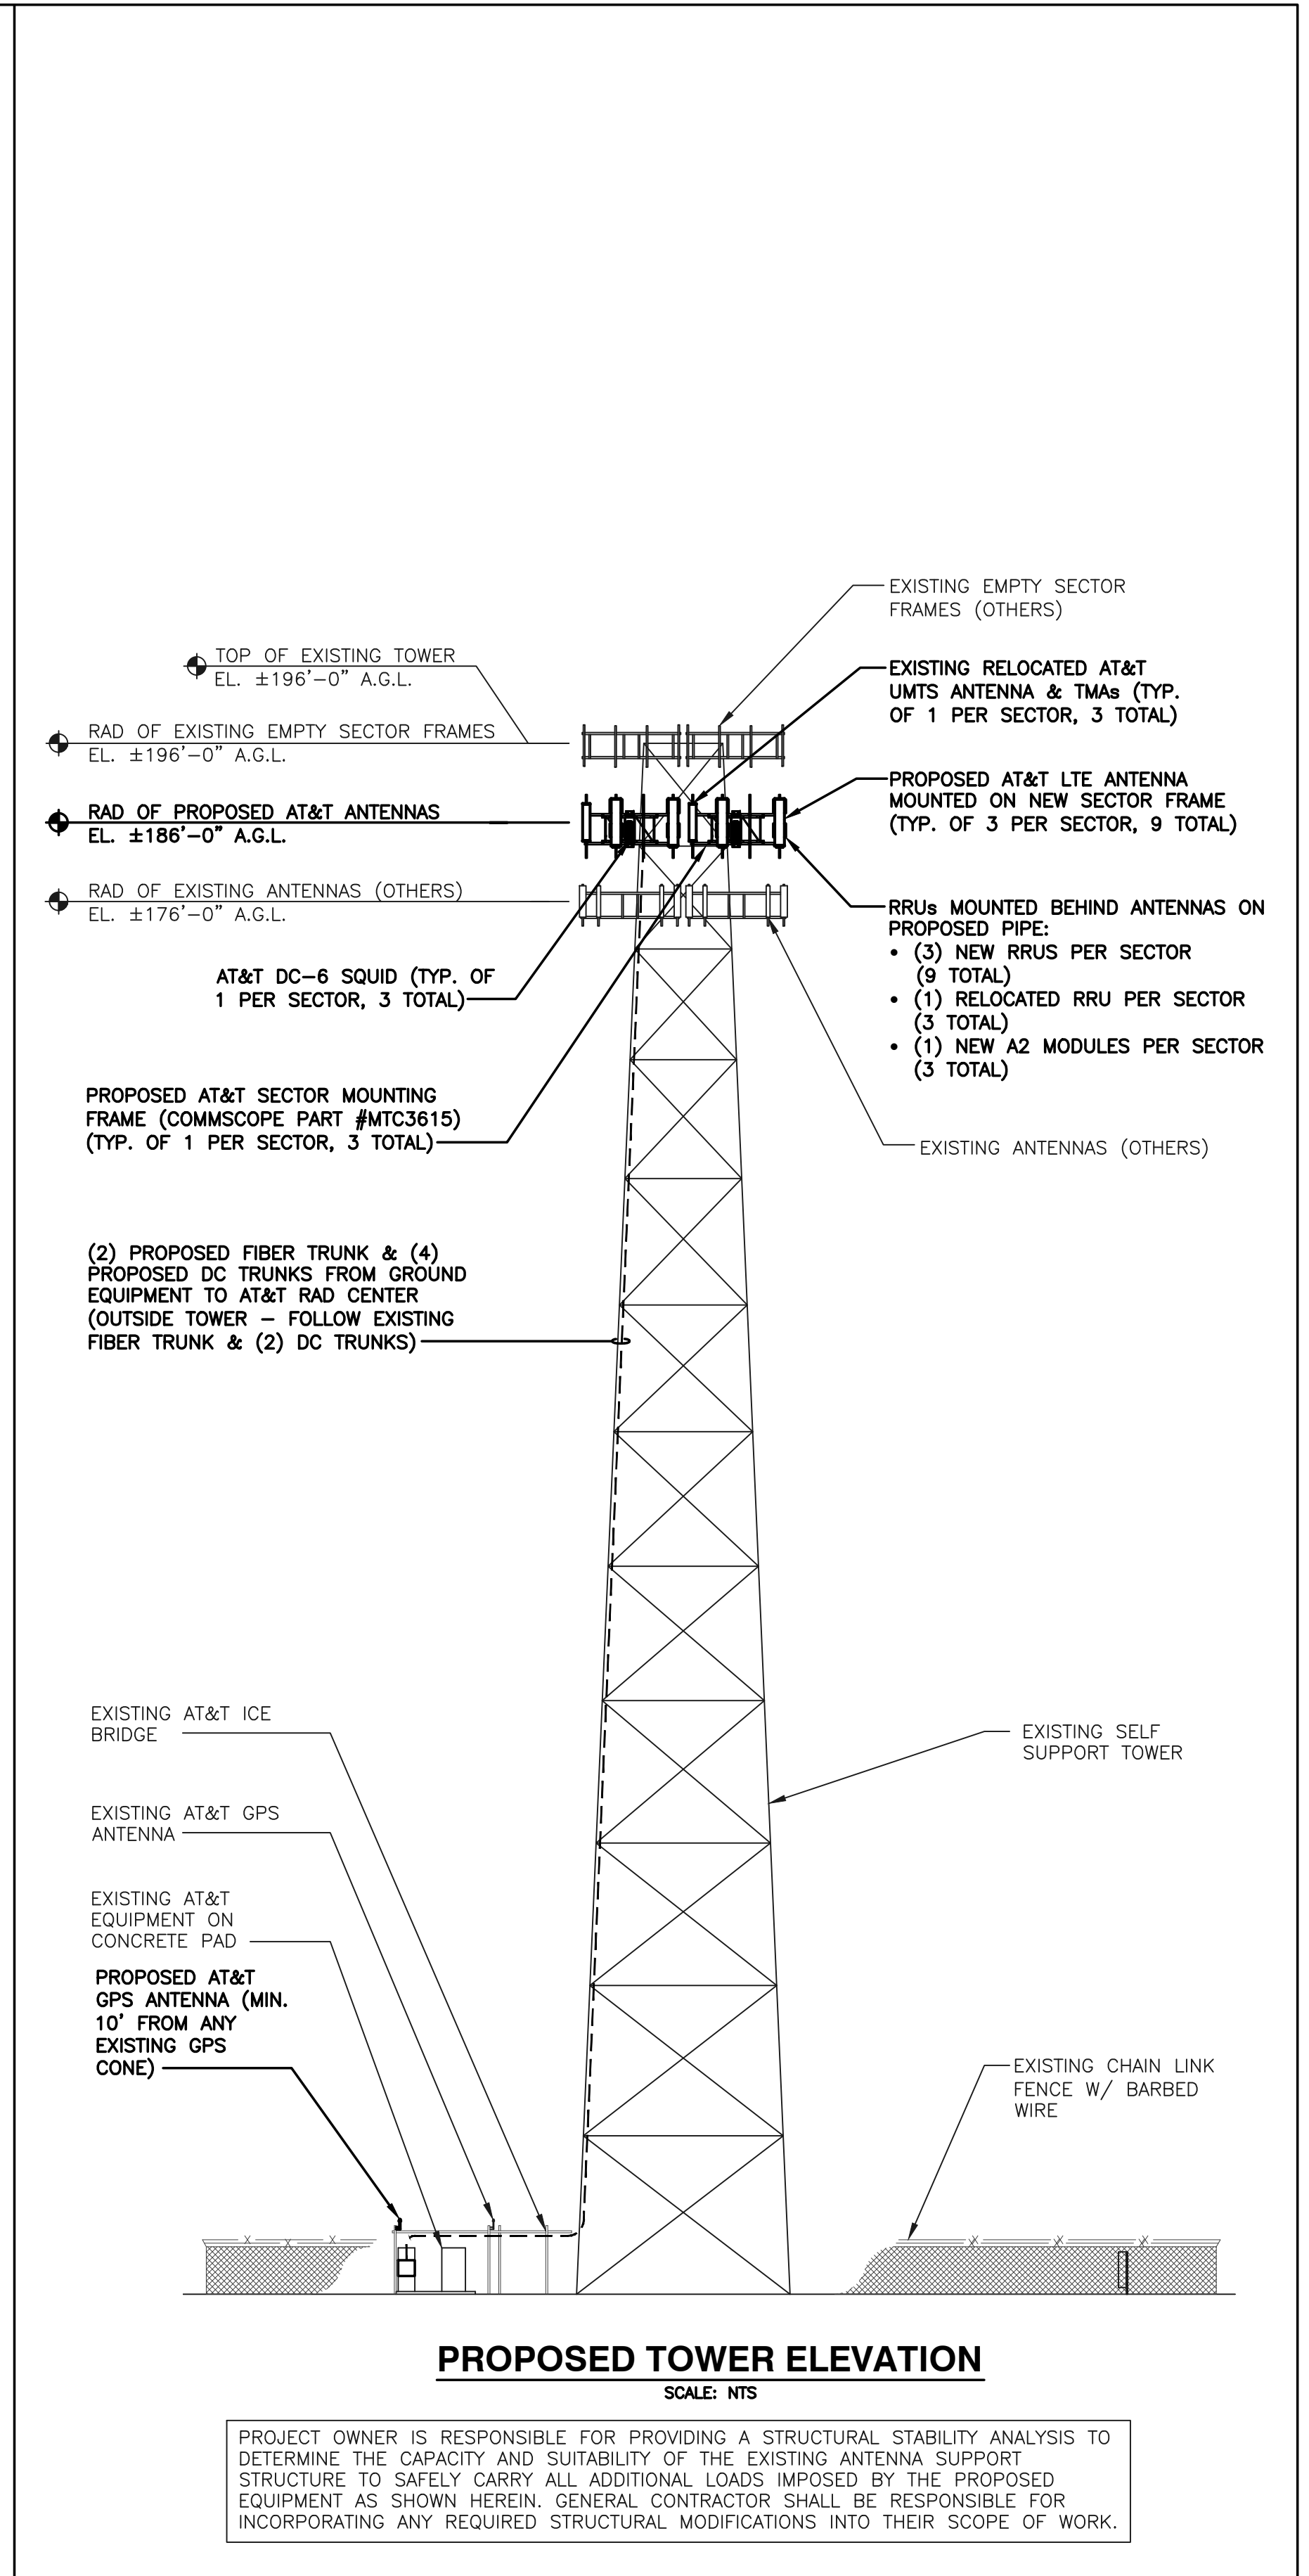 EXISTING EMPTY SECTOR
FRAMES (OTHERS)
TOP OF EXISTING TOWER
EL. ±196'-0" A.G.L.
EXISTING RELOCATED AT&T
UMTS ANTENNA & TMAs (TYP.
OF 1 PER SECTOR, 3 TOTAL)
RAD OF EXISTING EMPTY SECTOR FRAMES
EL. ±196'-0" A.G.L.
PROPOSED AT&T LTE ANTENNA
MOUNTED ON NEW SECTOR FRAME
(TYP. OF 3 PER SECTOR, 9 TOTAL)
RAD OF PROPOSED AT&T ANTENNAS
EL. ±186'-0" A.G.L.
RAD OF EXISTING ANTENNAS (OTHERS)
EL. ±176'-0" A.G.L.
RRUs MOUNTED BEHIND ANTENNAS ON
PROPOSED PIPE:
• (3) NEW RRUS PER SECTOR
(9 TOTAL)
• (1) RELOCATED RRU PER SECTOR
(3 TOTAL)
• (1) NEW A2 MODULES PER SECTOR
(3 TOTAL)
AT&T DC-6 SQUID (TYP. OF
1 PER SECTOR, 3 TOTAL)
PROPOSED AT&T SECTOR MOUNTING
FRAME (COMMSCOPE PART #MTC3615)
(TYP. OF 1 PER SECTOR, 3 TOTAL)
EXISTING ANTENNAS (OTHERS)
(2) PROPOSED FIBER TRUNK & (4)
PROPOSED DC TRUNKS FROM GROUND
EQUIPMENT TO AT&T RAD CENTER
(OUTSIDE TOWER - FOLLOW EXISTING
FIBER TRUNK & (2) DC TRUNKS)
EXISTING AT&T ICE
BRIDGE
EXISTING SELF
SUPPORT TOWER
EXISTING AT&T GPS
ANTENNA
EXISTING AT&T
EQUIPMENT ON
CONCRETE PAD
PROPOSED AT&T
GPS ANTENNA (MIN.
10' FROM ANY
EXISTING GPS
CONE)
EXISTING CHAIN LINK
FENCE W/ BARBED
WIRE
PROPOSED TOWER ELEVATION
SCALE: NTS
PROJECT OWNER IS RESPONSIBLE FOR PROVIDING A STRUCTURAL STABILITY ANALYSIS TO
DETERMINE THE CAPACITY AND SUITABILITY OF THE EXISTING ANTENNA SUPPORT
STRUCTURE TO SAFELY CARRY ALL ADDITIONAL LOADS IMPOSED BY THE PROPOSED
EQUIPMENT AS SHOWN HEREIN. GENERAL CONTRACTOR SHALL BE RESPONSIBLE FOR
INCORPORATING ANY REQUIRED STRUCTURAL MODIFICATIONS INTO THEIR SCOPE OF WORK.